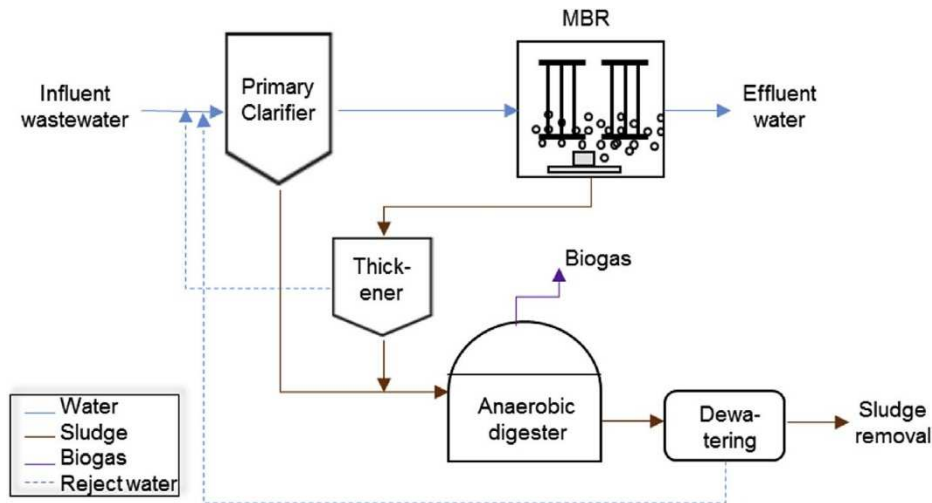 MBR
Influent
wastewater
Primary
Clarifier
Effluent
water
Thick-
ener
Biogas
Anaerobic
digester
Dewa-
tering
Sludge
removal
Water
Sludge
Biogas
Reject water